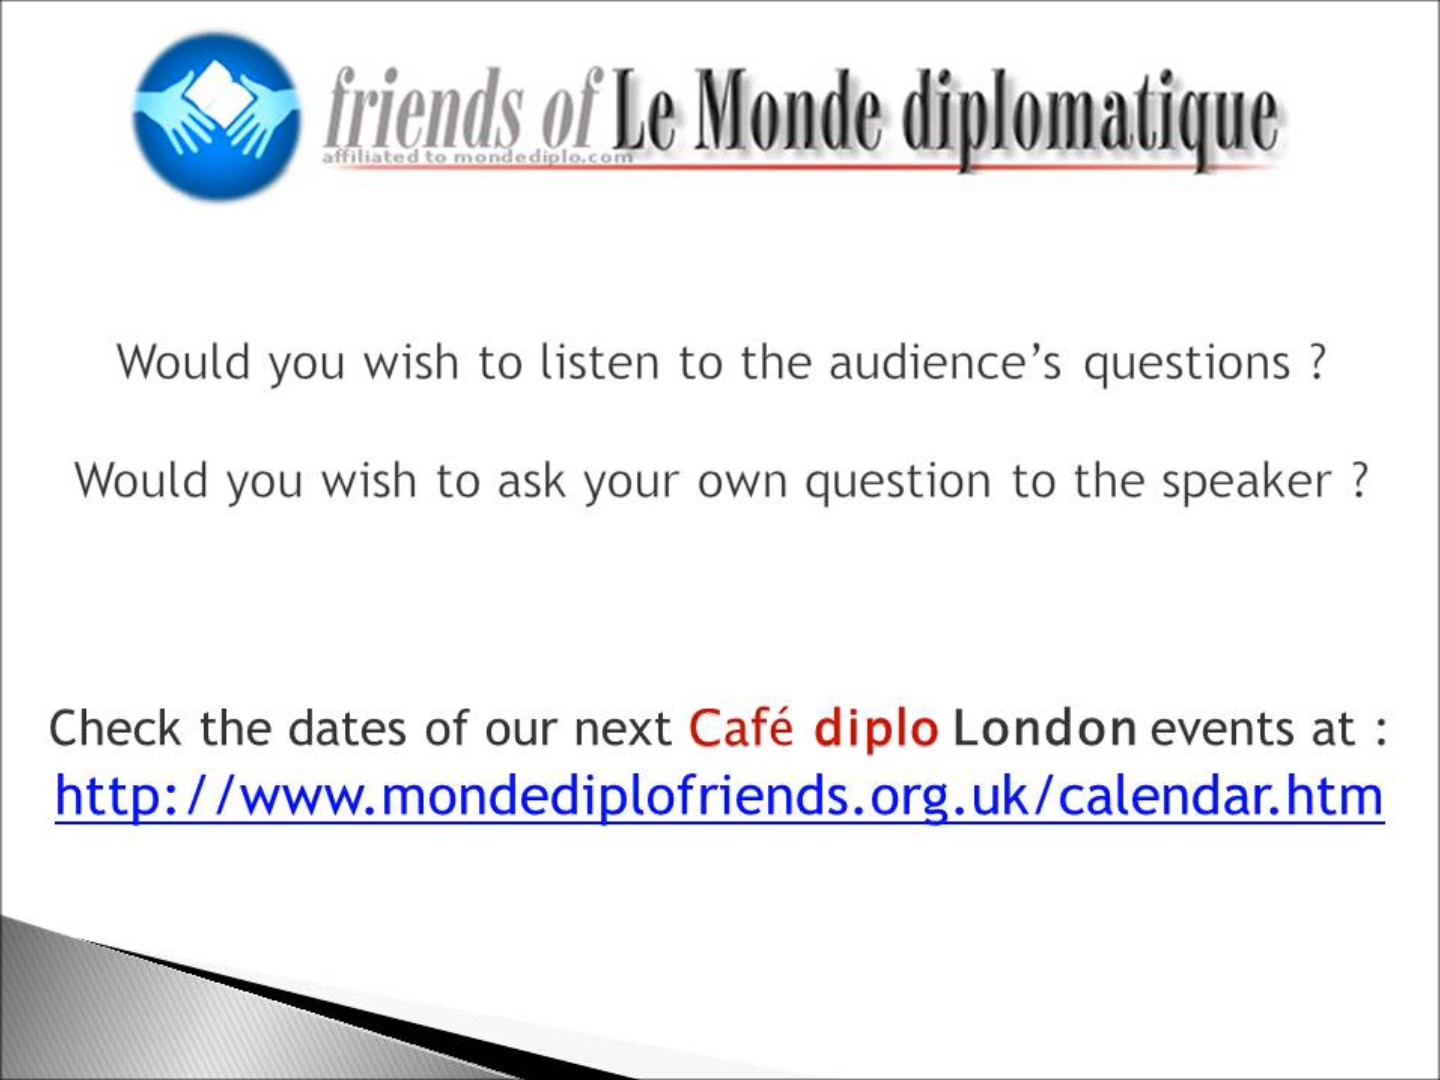 friends of Le Monde diplomatique
affiliated to mondediplo.com
Would you wish to listen to the audience’s questions ?
Would you wish to ask your own question to the speaker ?
Check the dates of our next Café diplo London events at :
http://www.mondediplofriends.org.uk/calendar.htm